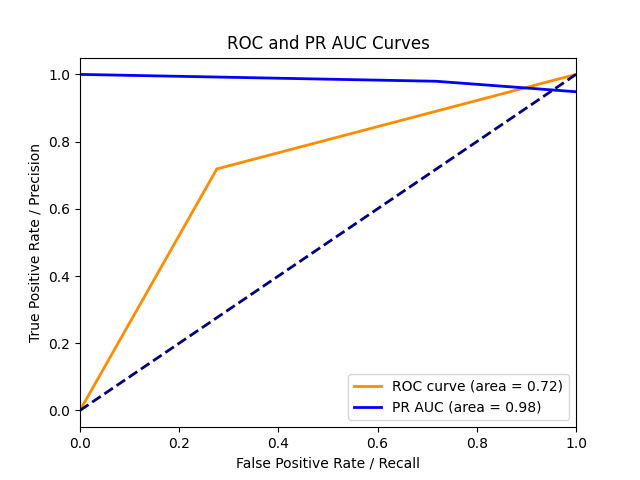 ROC and PR AUC Curves
True Positive Rate / Precision
1.0
0.8
0.6
0.4
0.2
0.0
ROC curve (area = 0.72)
PR AUC (area = 0.98)
0.0 0.2 0.4 0.6 0.8 1.0
False Positive Rate / Recall